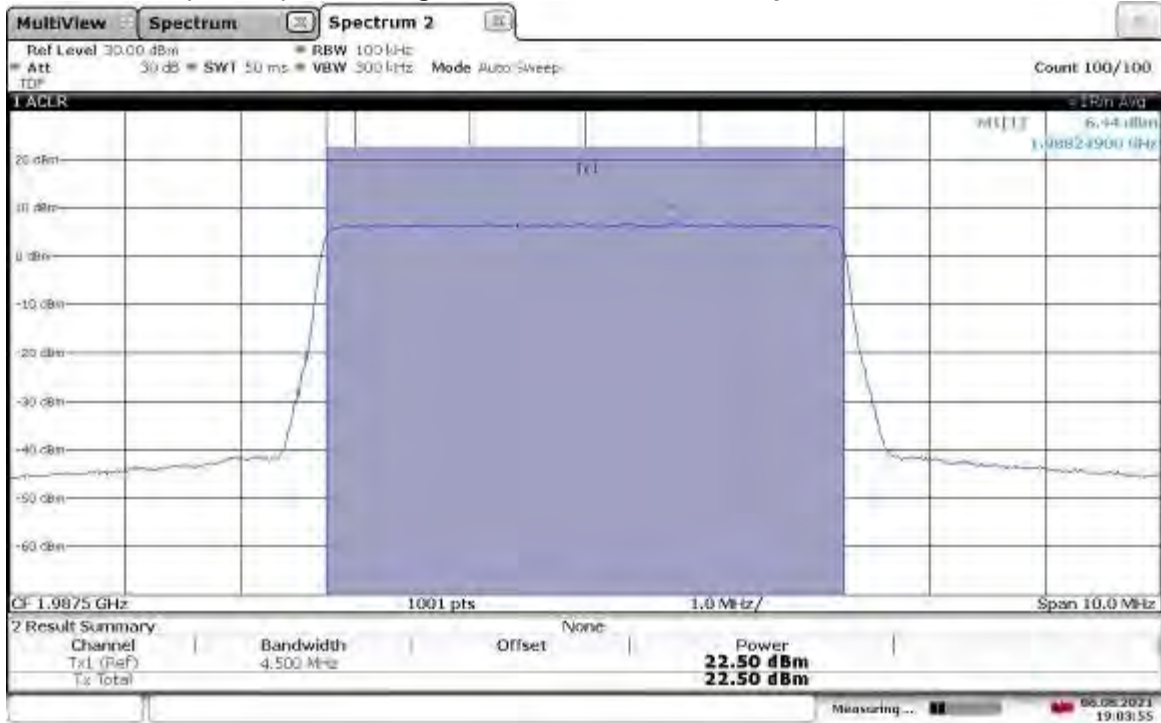 MultiView Spectrum Spectrum 2
Ref Level 30.00 dBm RBW 100 kHz
Att 30 dB SWT 50 ms VBW 300 kHz Mode Auto Sweep Count 100/100
TDF
1 ACLR 1Rm Avg
M1[1] 6.44 dBm
1.98824900 GHz
Tx1
20 dBm
10 dBm
0 dBm
-10 dBm
-20 dBm
-30 dBm
-40 dBm
-50 dBm
-60 dBm
CF 1.9875 GHz 1001 pts 1.0 MHz/ Span 10.0 MHz
2 Result Summary None
Channel Bandwidth Offset Power
Tx1 (Ref) 4.500 MHz 22.50 dBm
Tx Total 22.50 dBm
Measuring... 06.08.2021
19:03:55